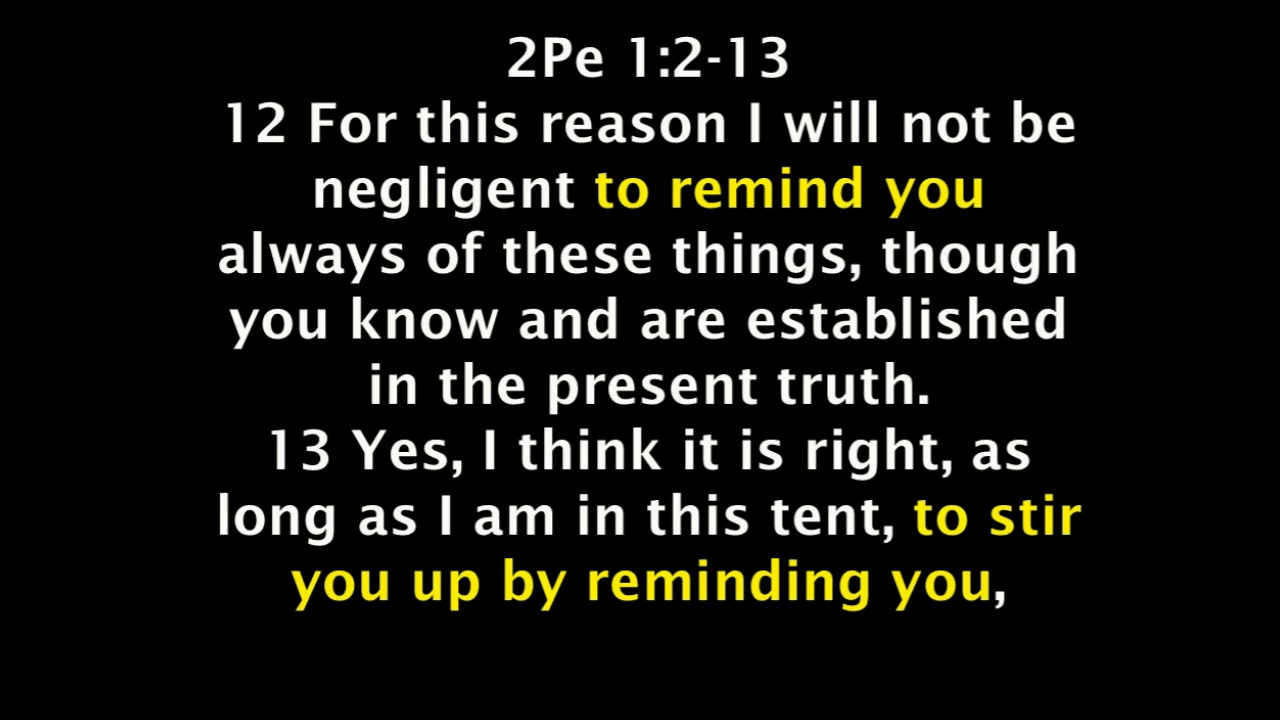 2Pe 1:2-13
12 For this reason I will not be
negligent to remind you
always of these things, though
you know and are established
in the present truth.
13 Yes, I think it is right, as
long as I am in this tent, to stir
you up by reminding you,